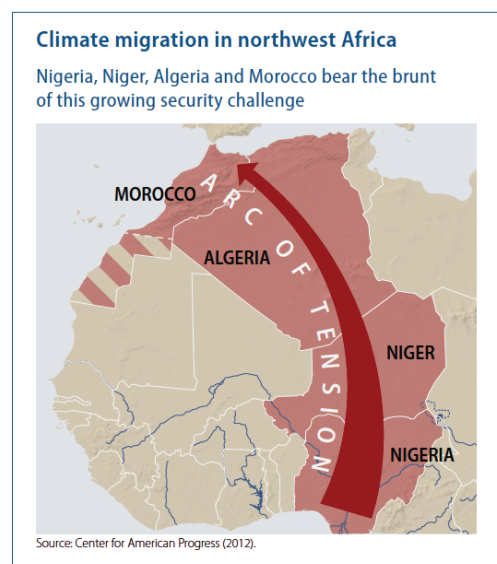 Climate migration in northwest Africa
Nigeria, Niger, Algeria and Morocco bear the brunt
of this growing security challenge
MOROCCO
ARC OF TENSION
ALGERIA
NIGER
NIGERIA
Source: Center for American Progress (2012).